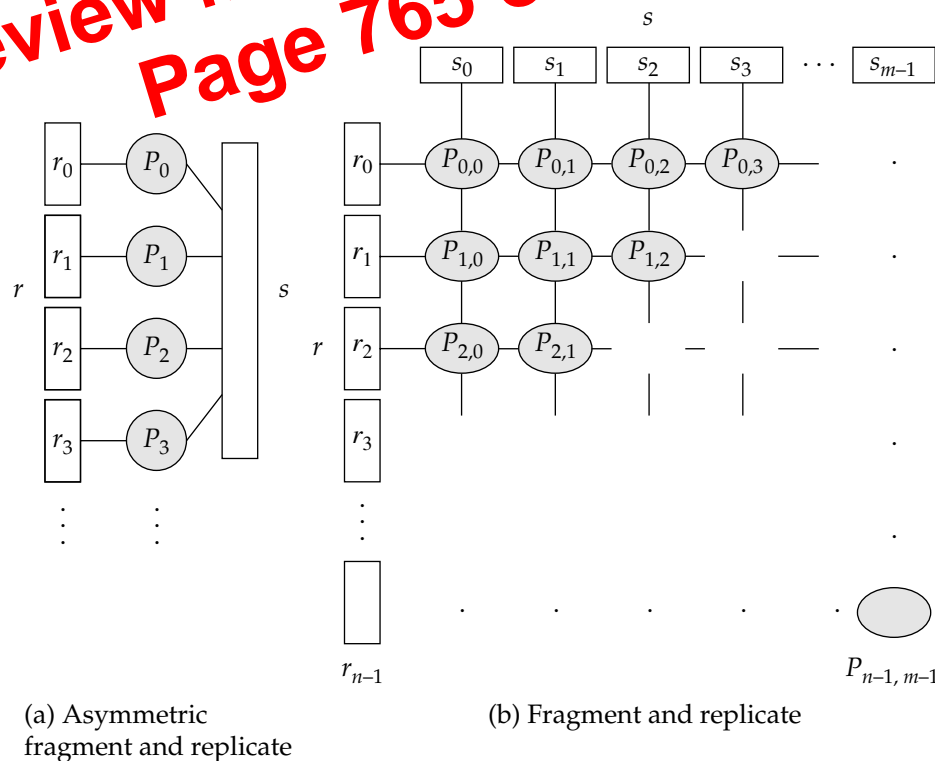 Page 765
s
s0 s1 s2 s3 ··· sm–1
r0 P0
r1 P1
r2 P2
r3 P3
r
s
r0 P0,0 P0,1 P0,2 P0,3
r1 P1,0 P1,1 P1,2
r2 P2,0 P2,1
r3
r
rn–1
Pn–1, m–1
(a) Asymmetric
fragment and replicate
(b) Fragment and replicate